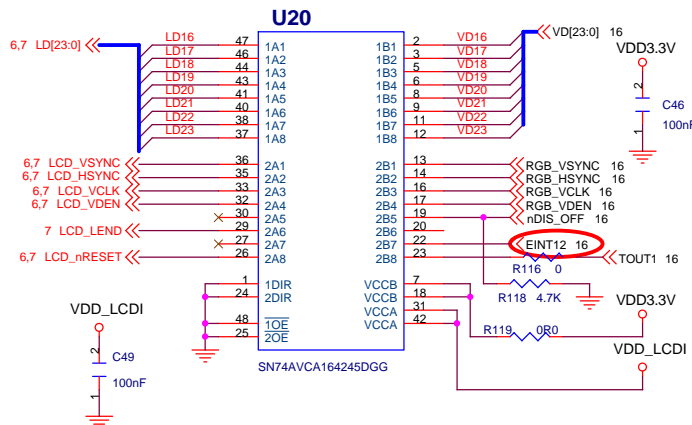 U20
6,7 LD[23:0]
VD[23:0] 16
LD16 47 1A1 1B1 2 VD16
LD17 46 1A2 1B2 3 VD17
LD18 44 1A3 1B3 5 VD18
LD19 43 1A4 1B4 6 VD19
LD20 41 1A5 1B5 8 VD20
LD21 40 1A6 1B6 9 VD21
LD22 38 1A7 1B7 11 VD22
LD23 37 1A8 1B8 12 VD23
VDD3.3V
2
C46
100nF
1
6,7 LCD_VSYNC 36 2A1 2B1 13 RGB_VSYNC 16
6,7 LCD_HSYNC 35 2A2 2B2 14 RGB_HSYNC 16
6,7 LCD_VCLK 33 2A3 2B3 16 RGB_VCLK 16
6,7 LCD_VDEN 32 2A4 2B4 17 RGB_VDEN 16
30 2A5 2B5 19 nDIS_OFF 16
7 LCD_LEND 29 2A6 2B6 20
27 2A7 2B7 22 EINT12 16
6,7 LCD_nRESET 26 2A8 2B8 23 TOUT1 16
R116 0
1 1DIR VCCB 7
24 2DIR VCCB 18
R118 4.7K
VCCA 31
48 1OE VCCA 42
25 2OE
R119 0R0
VDD3.3V
VDD_LCDI
VDD_LCDI
2
C49
100nF
1
SN74AVCA164245DGG